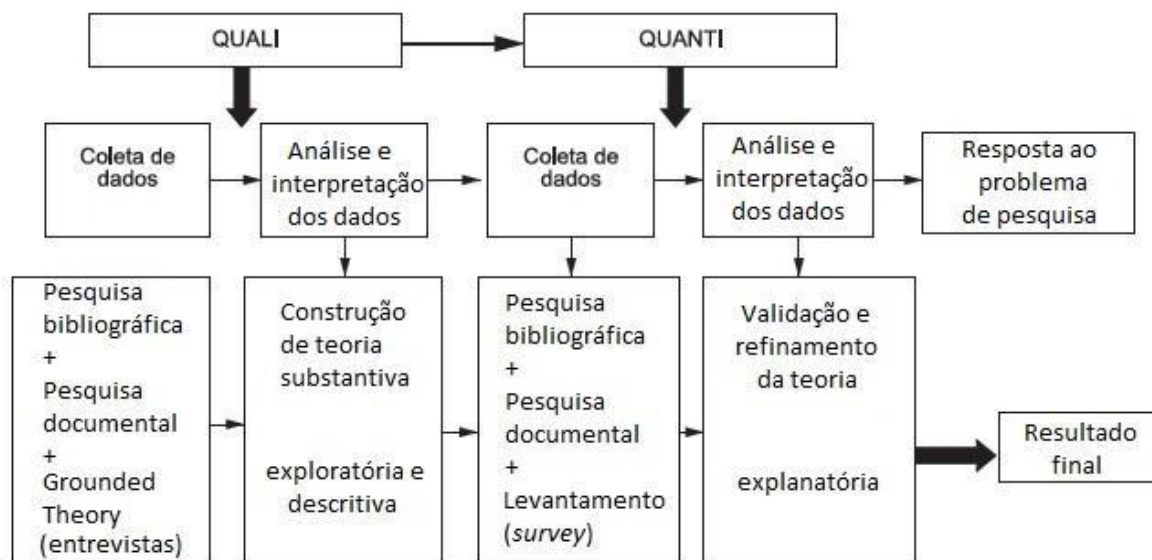 QUALI
QUANTI
Coleta de
dados
Análise e
interpretação
dos dados
Coleta de
dados
Análise e
interpretação
dos dados
Resposta ao
problema
de pesquisa
Pesquisa
bibliográfica
+
Pesquisa
documental
+
Grounded
Theory
(entrevistas)
Construção
de teoria
substantiva
exploratória e
descritiva
Pesquisa
bibliográfica
+
Pesquisa
documental
+
Levantamento
(survey)
Validação e
refinamento
da teoria
explanatória
Resultado
final